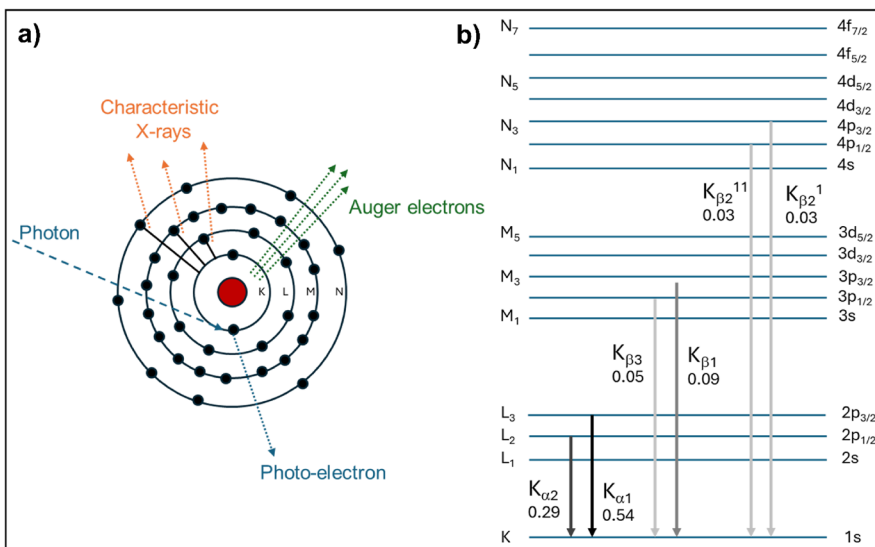 a)
Characteristic
X-rays
Auger electrons
Photon
K L M N
Photo-electron
b)
N₇ 4f₇/₂
4f₅/₂
N₅ 4d₅/₂
4d₃/₂
N₃ 4p₃/₂
4p₁/₂
N₁ 4s
Kβ2¹¹ Kβ2¹
0.03 0.03
M₅ 3d₅/₂
3d₃/₂
M₃ 3p₃/₂
3p₁/₂
M₁ 3s
Kβ3 Kβ1
0.05 0.09
L₃ 2p₃/₂
L₂ 2p₁/₂
L₁ 2s
Kα2 Kα1
0.29 0.54
K 1s